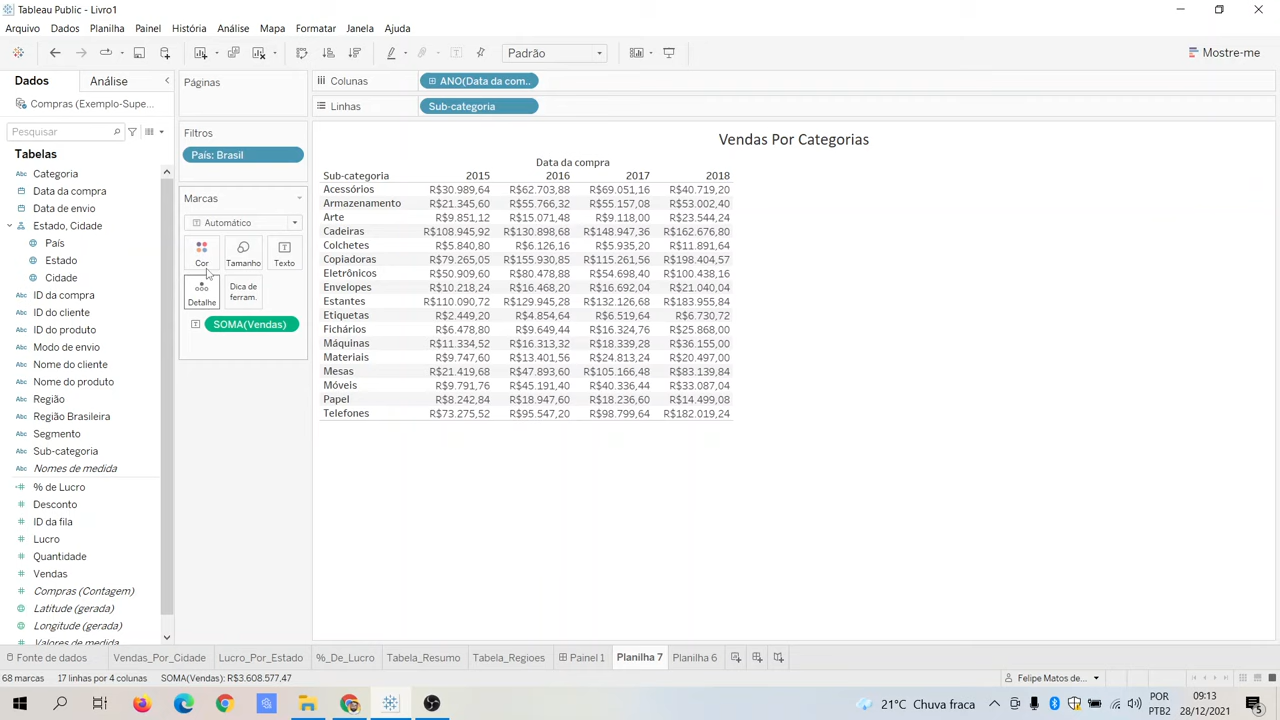 Tableau Public - Livro1
Arquivo Dados Planilha Painel História Análise Mapa Formatar Janela Ajuda
Padrão
Mostre-me
Dados Análise
Compras (Exemplo-Supe...
Pesquisar
Tabelas
Abc Categoria
Data da compra
Data de envio
Estado, Cidade
País
Estado
Cidade
Abc ID da compra
Abc ID do cliente
Abc ID do produto
Abc Modo de envio
Abc Nome do cliente
Abc Nome do produto
Abc Região
Abc Região Brasileira
Abc Segmento
Abc Sub-categoria
Abc Nomes de medida
% de Lucro
Desconto
ID da fila
Lucro
Quantidade
Vendas
Compras (Contagem)
Latitude (gerada)
Longitude (gerada)
Valores de medida
Páginas
Filtros
País: Brasil
Marcas
Automático
Cor Tamanho Texto
Detalhe Dica de ferram.
SOMA(Vendas)
Colunas ANO(Data da com..
Linhas Sub-categoria
Vendas Por Categorias
Data da compra
Sub-categoria 2015 2016 2017 2018
Acessórios R$30.989,64 R$62.703,88 R$69.051,16 R$40.719,20
Armazenamento R$21.345,60 R$55.766,32 R$55.157,08 R$53.002,40
Arte R$9.851,12 R$15.071,48 R$9.118,00 R$23.544,24
Cadeiras R$108.945,92 R$130.898,68 R$148.947,36 R$162.676,80
Colchetes R$5.840,80 R$6.126,16 R$5.935,20 R$11.891,64
Copiadoras R$79.265,05 R$155.930,85 R$115.261,56 R$198.404,57
Eletrônicos R$50.909,60 R$80.478,88 R$54.698,40 R$100.438,16
Envelopes R$10.218,24 R$16.468,20 R$16.692,04 R$21.040,04
Estantes R$110.090,72 R$129.945,28 R$132.126,68 R$183.955,84
Etiquetas R$2.449,20 R$4.854,64 R$6.519,64 R$6.730,72
Fichários R$6.478,80 R$9.649,44 R$16.324,76 R$25.868,00
Máquinas R$11.334,52 R$16.313,32 R$18.339,28 R$36.155,00
Materiais R$9.747,60 R$13.401,56 R$24.813,24 R$20.497,00
Mesas R$21.419,68 R$47.893,60 R$105.166,48 R$83.139,84
Móveis R$9.791,76 R$45.191,40 R$40.336,44 R$33.087,04
Papel R$8.242,84 R$18.947,60 R$18.236,60 R$14.499,08
Telefones R$73.275,52 R$95.547,20 R$98.799,64 R$182.019,24
Fonte de dados Vendas_Por_Cidade Lucro_Por_Estado %_De_Lucro Tabela_Resumo Tabela_Regioes Painel 1 Planilha 7 Planilha 6
68 marcas 17 linhas por 4 colunas SOMA(Vendas): R$3.608.577,47 Felipe Matos de...
21°C Chuva fraca
POR
PTB2
09:13
28/12/2021
5